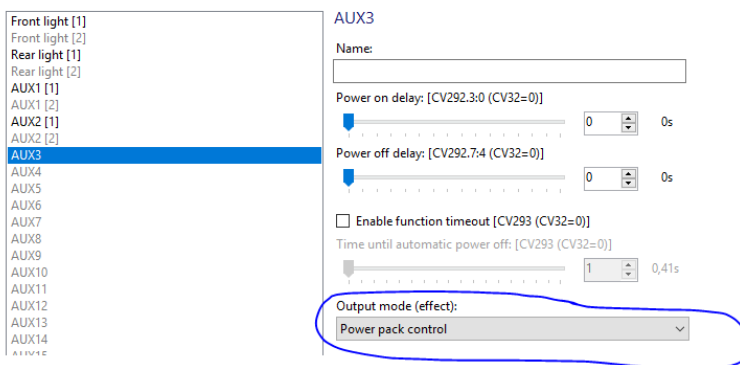 Front light [1]
Front light [2]
Rear light [1]
Rear light [2]
AUX1 [1]
AUX1 [2]
AUX2 [1]
AUX2 [2]
AUX3
AUX4
AUX5
AUX6
AUX7
AUX8
AUX9
AUX10
AUX11
AUX12
AUX13
AUX14
AUX15
AUX3
Name:
Power on delay: [CV292.3:0 (CV32=0)]
0 0s
Power off delay: [CV292.7:4 (CV32=0)]
0 0s
Enable function timeout [CV293 (CV32=0)]
Time until automatic power off: [CV293 (CV32=0)]
1 0,41s
Output mode (effect):
Power pack control